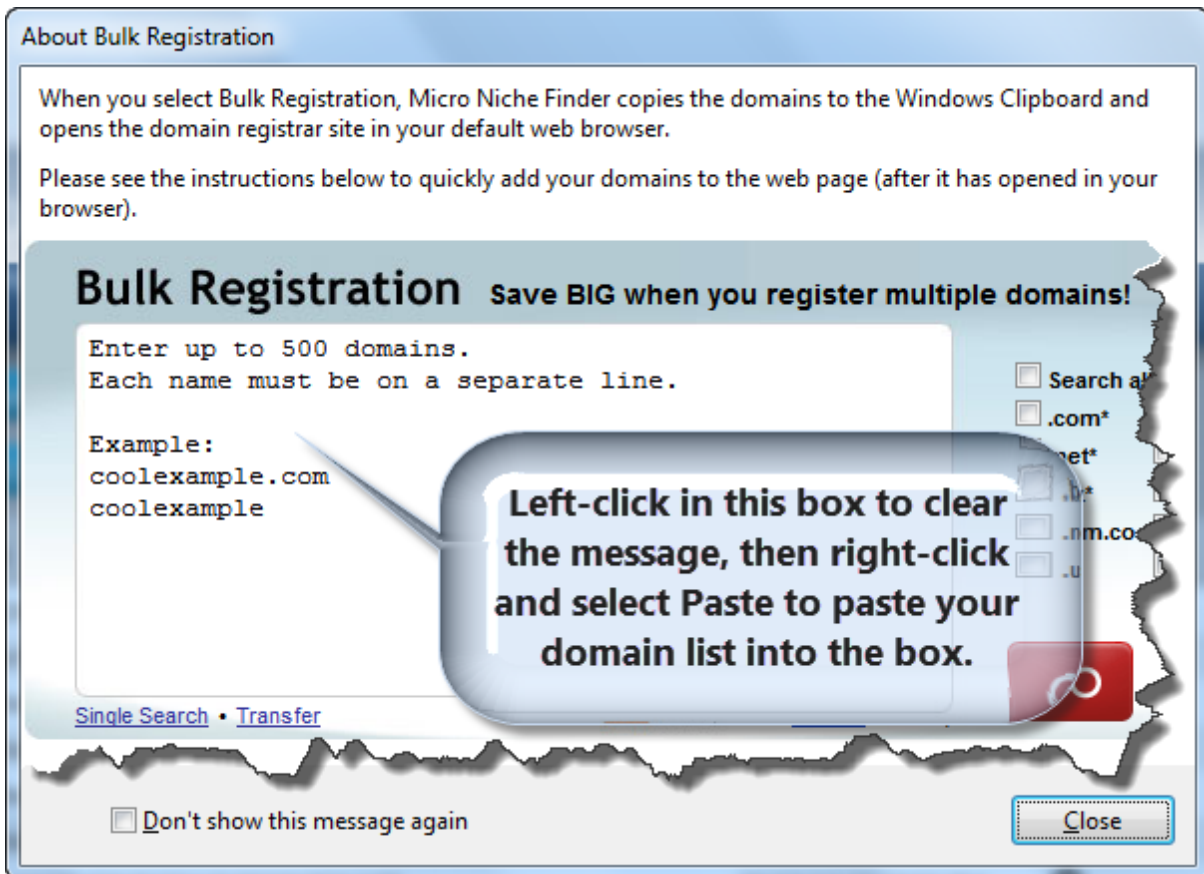 About Bulk Registration
When you select Bulk Registration, Micro Niche Finder copies the domains to the Windows Clipboard and
opens the domain registrar site in your default web browser.
Please see the instructions below to quickly add your domains to the web page (after it has opened in your
browser).
Bulk Registration Save BIG when you register multiple domains!
Enter up to 500 domains.
Each name must be on a separate line.
Example:
coolexample.com
coolexample
Search
.com*
Left-click in this box to clear
the message, then right-click
and select Paste to paste your
domain list into the box.
Single Search • Transfer
Don't show this message again
Close